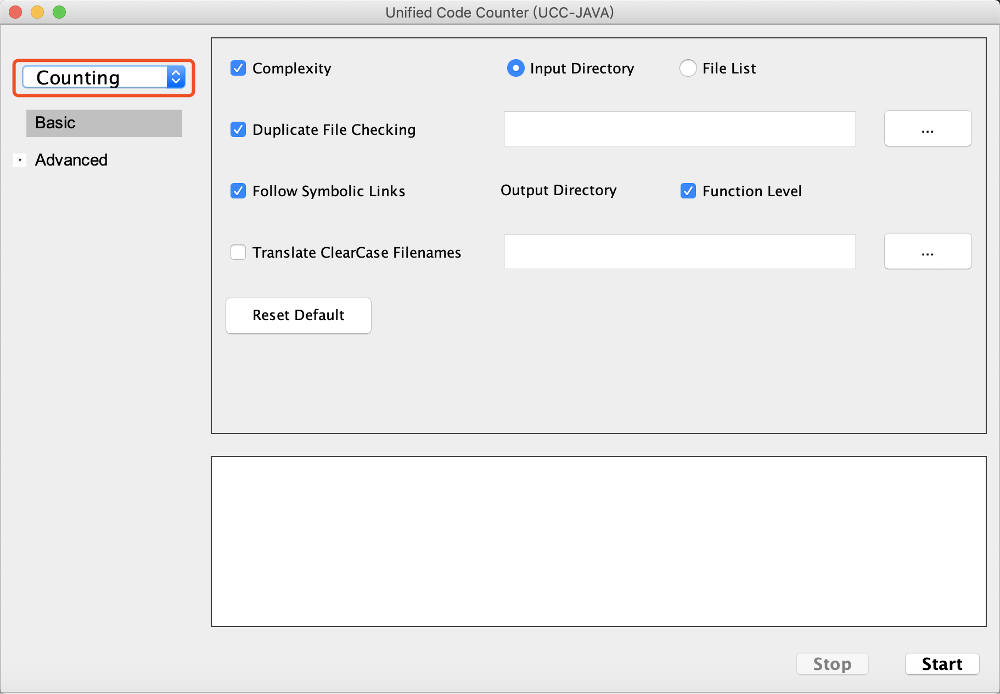 Unified Code Counter (UCC-JAVA)
Counting
Basic
Advanced
Complexity
Input Directory
File List
Duplicate File Checking
...
Follow Symbolic Links
Output Directory
Function Level
Translate ClearCase Filenames
...
Reset Default
Stop
Start